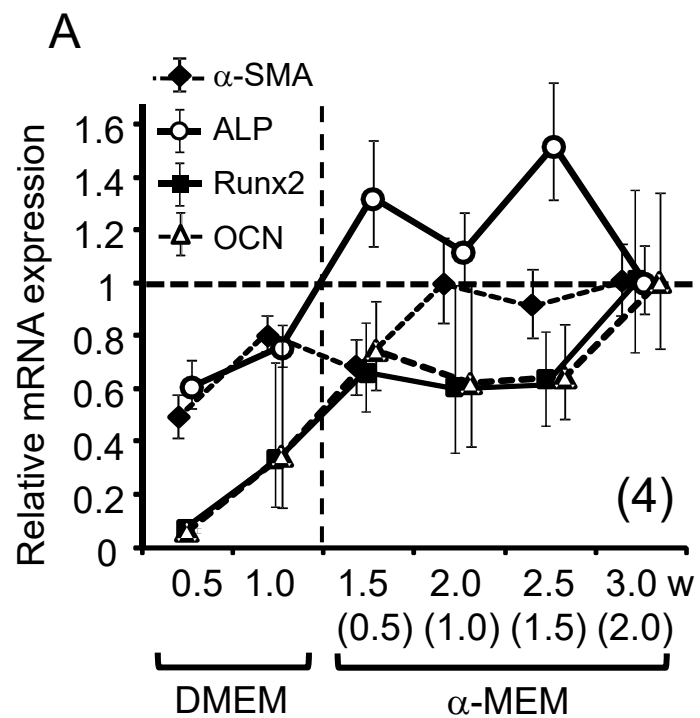 A
α-SMA
ALP
Runx2
OCN
Relative mRNA expression
1.6
1.4
1.2
1
0.8
0.6
0.4
0.2
0
(4)
0.5 1.0 1.5 2.0 2.5 3.0 w
(0.5) (1.0) (1.5) (2.0)
DMEM α-MEM